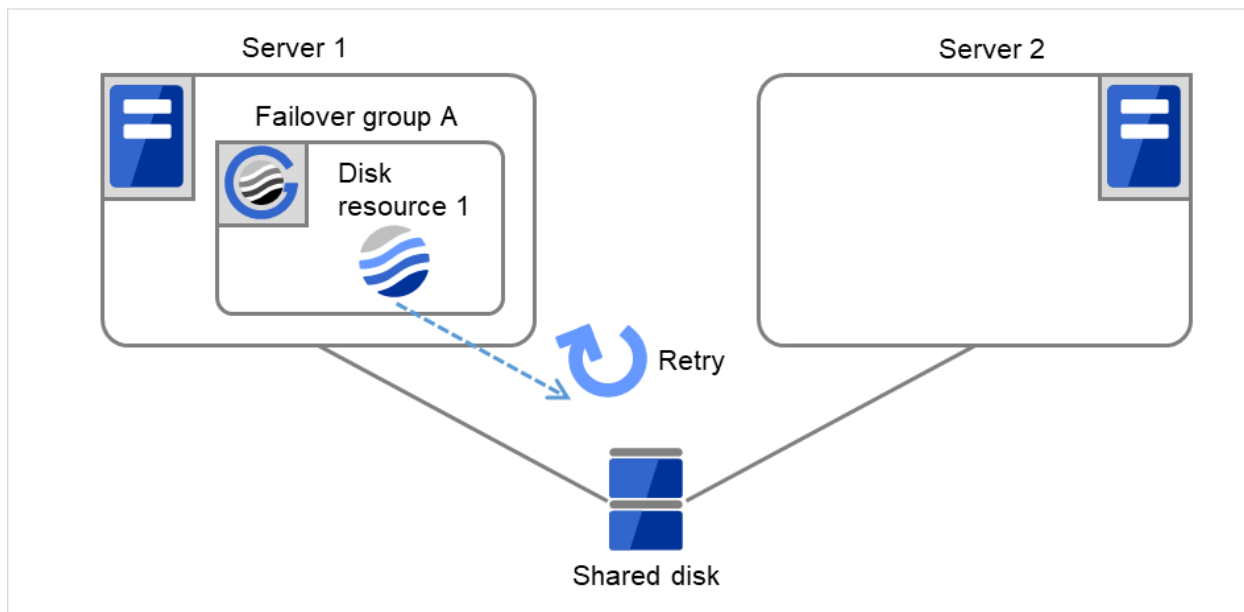 Server 1
Server 2
Failover group A
Disk
resource 1
Retry
Shared disk